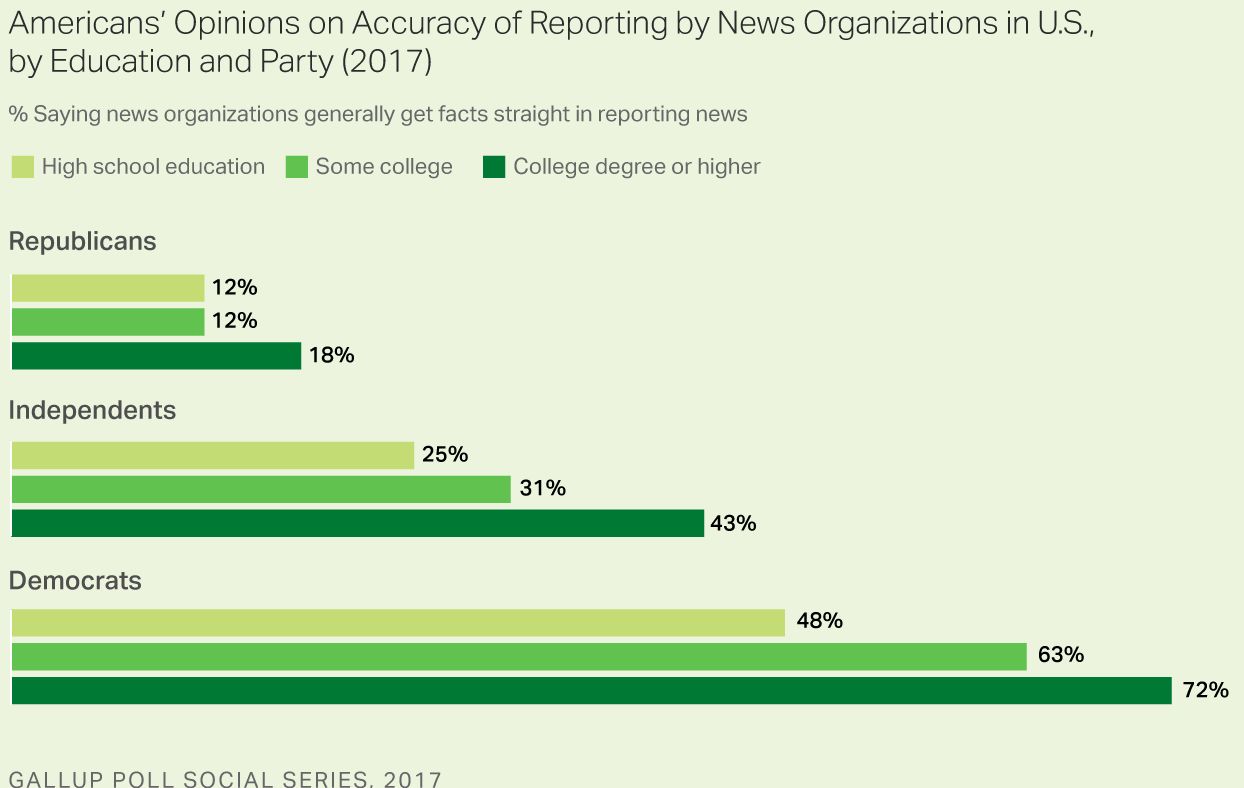 Americans’ Opinions on Accuracy of Reporting by News Organizations in U.S.,
by Education and Party (2017)
% Saying news organizations generally get facts straight in reporting news
High school education Some college College degree or higher
Republicans
12%
12%
18%
Independents
25%
31%
43%
Democrats
48%
63%
72%
GALLUP POLL SOCIAL SERIES, 2017